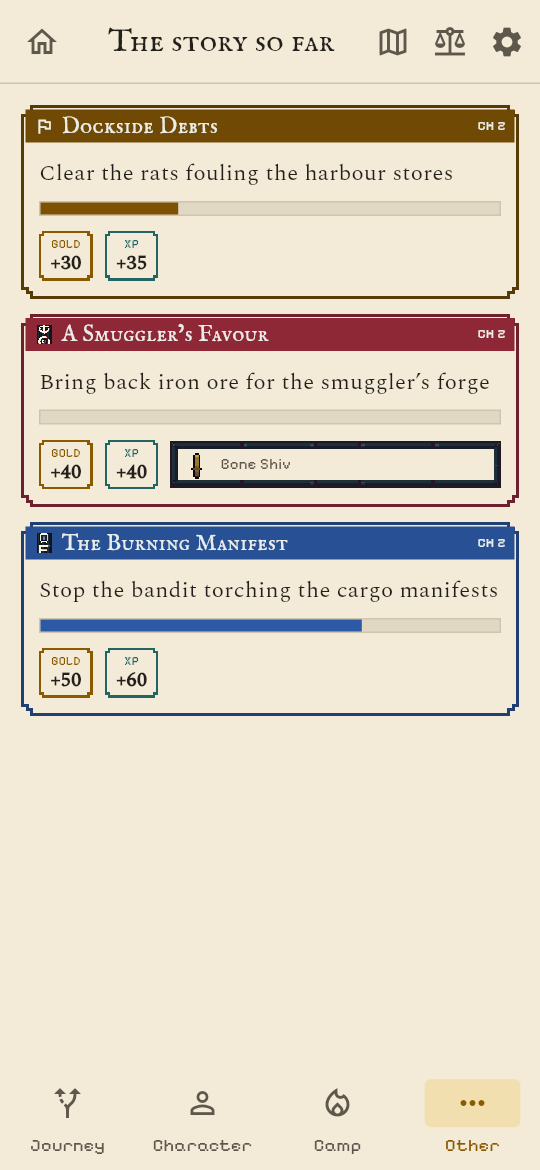 The story so far
Dockside Debts CH 2
Clear the rats fouling the harbour stores
GOLD XP
+30 +35
A Smuggler's Favour CH 2
Bring back iron ore for the smuggler's forge
GOLD XP
+40 +40 Bone Shiv
The Burning Manifest CH 2
Stop the bandit torching the cargo manifests
GOLD XP
+50 +60
Journey Character Camp Other